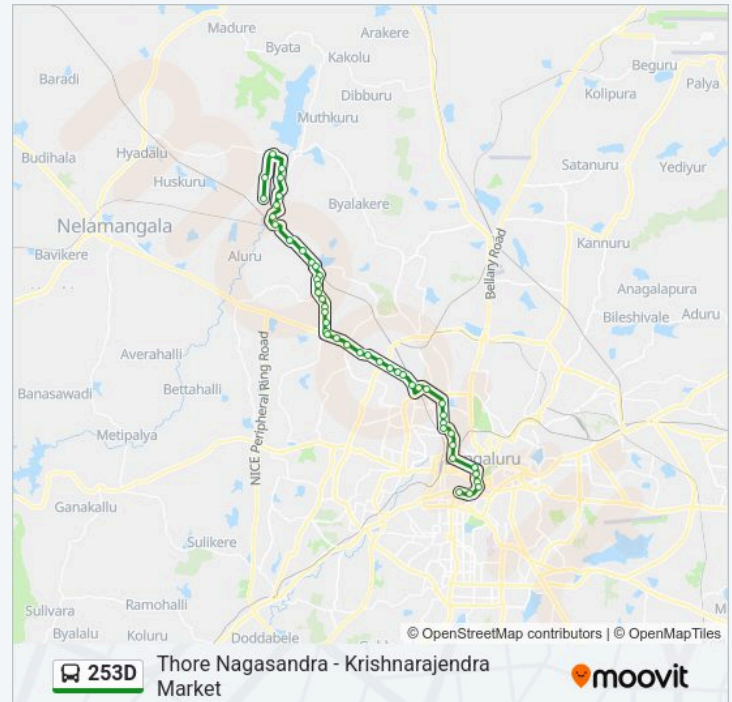 Madure
Arakere
Byata
Kakolu
Beguru
Baradi
Dibburu
Kolipura
Palya
Muthkuru
Budihala
Hyadalu
Satanuru
Yediyur
Huskuru
Byalakere
Nelamangala
Kannuru
Bavikere
Aluru
Bellary Road
Anagalapura
Bileshivale
Aduru
Averahalli
NICE Peripheral Ring Road
Banasawadi
Bettahalli
Metipalya
engaluru
Ganakallu
Sulikere
Sulivara
Ramohalli
Byalalu
Koluru
Doddabele
© OpenStreetMap contributors | © OpenMapTiles
253D
Thore Nagasandra - Krishnarajendra
Market
moovit